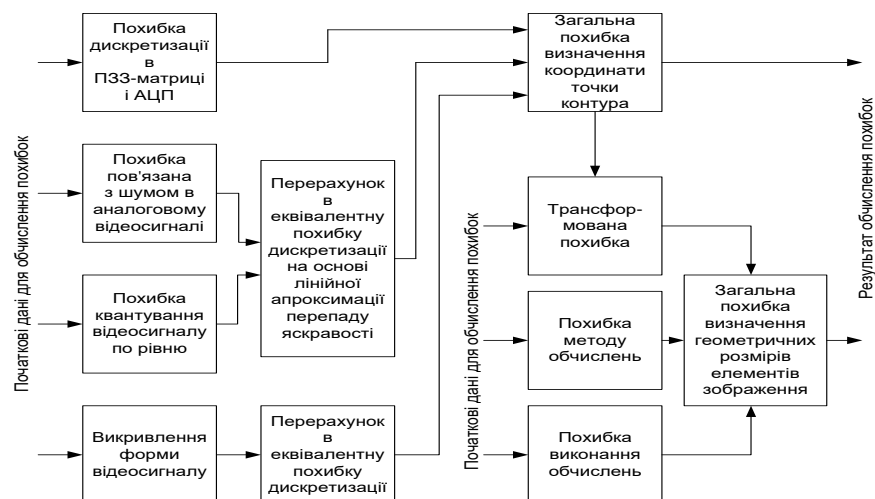 Початкові дані для обчислення похибок
Похибка
дискретизації
в
ПЗЗ-матриці
і АЦП
Похибка
пов'язана
з шумом в
аналоговому
відеосигналі
Похибка
квантування
відеосигналу
по рівню
Викривлення
форми
відеосигналу
Перерахунок
в
еквівалентну
похибку
дискретизації
на основі
лінійної
апроксимації
перепаду
яскравості
Перерахунок
в
еквівалентну
похибку
дискретизації
Загальна
похибка
визначення
координати
точки
контура
Початкові дані для обчислення похибок
Трансфор-
мована
похибка
Похибка
методу
обчислень
Похибка
виконання
обчислень
Загальна
похибка
визначення
геометричних
розмірів
елементів
зображення
Результат обчислення похибок